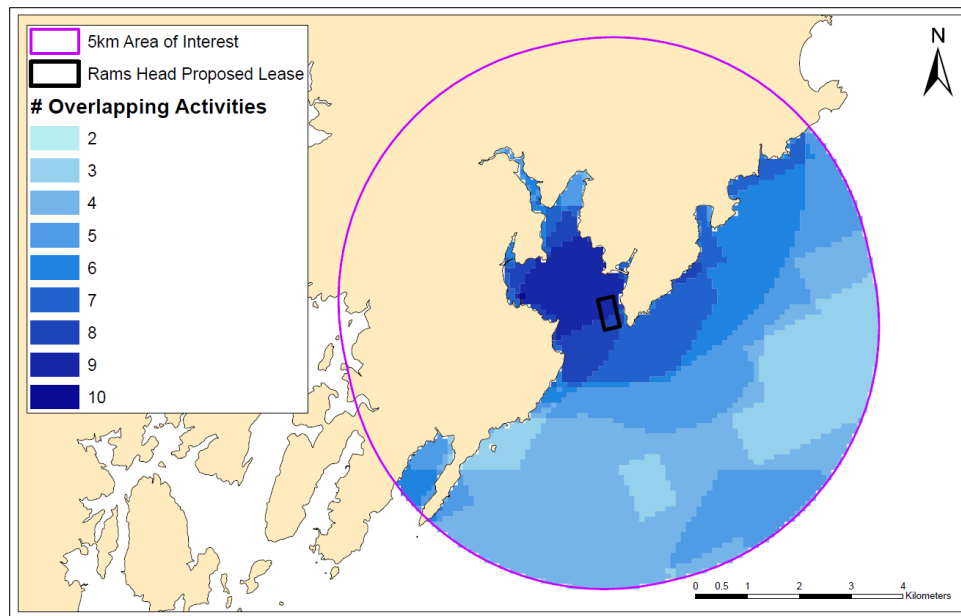 5km Area of Interest
Rams Head Proposed Lease
# Overlapping Activities
2
3
4
5
6
7
8
9
10
N
0 0.5 1 2 3 4
Kilometers